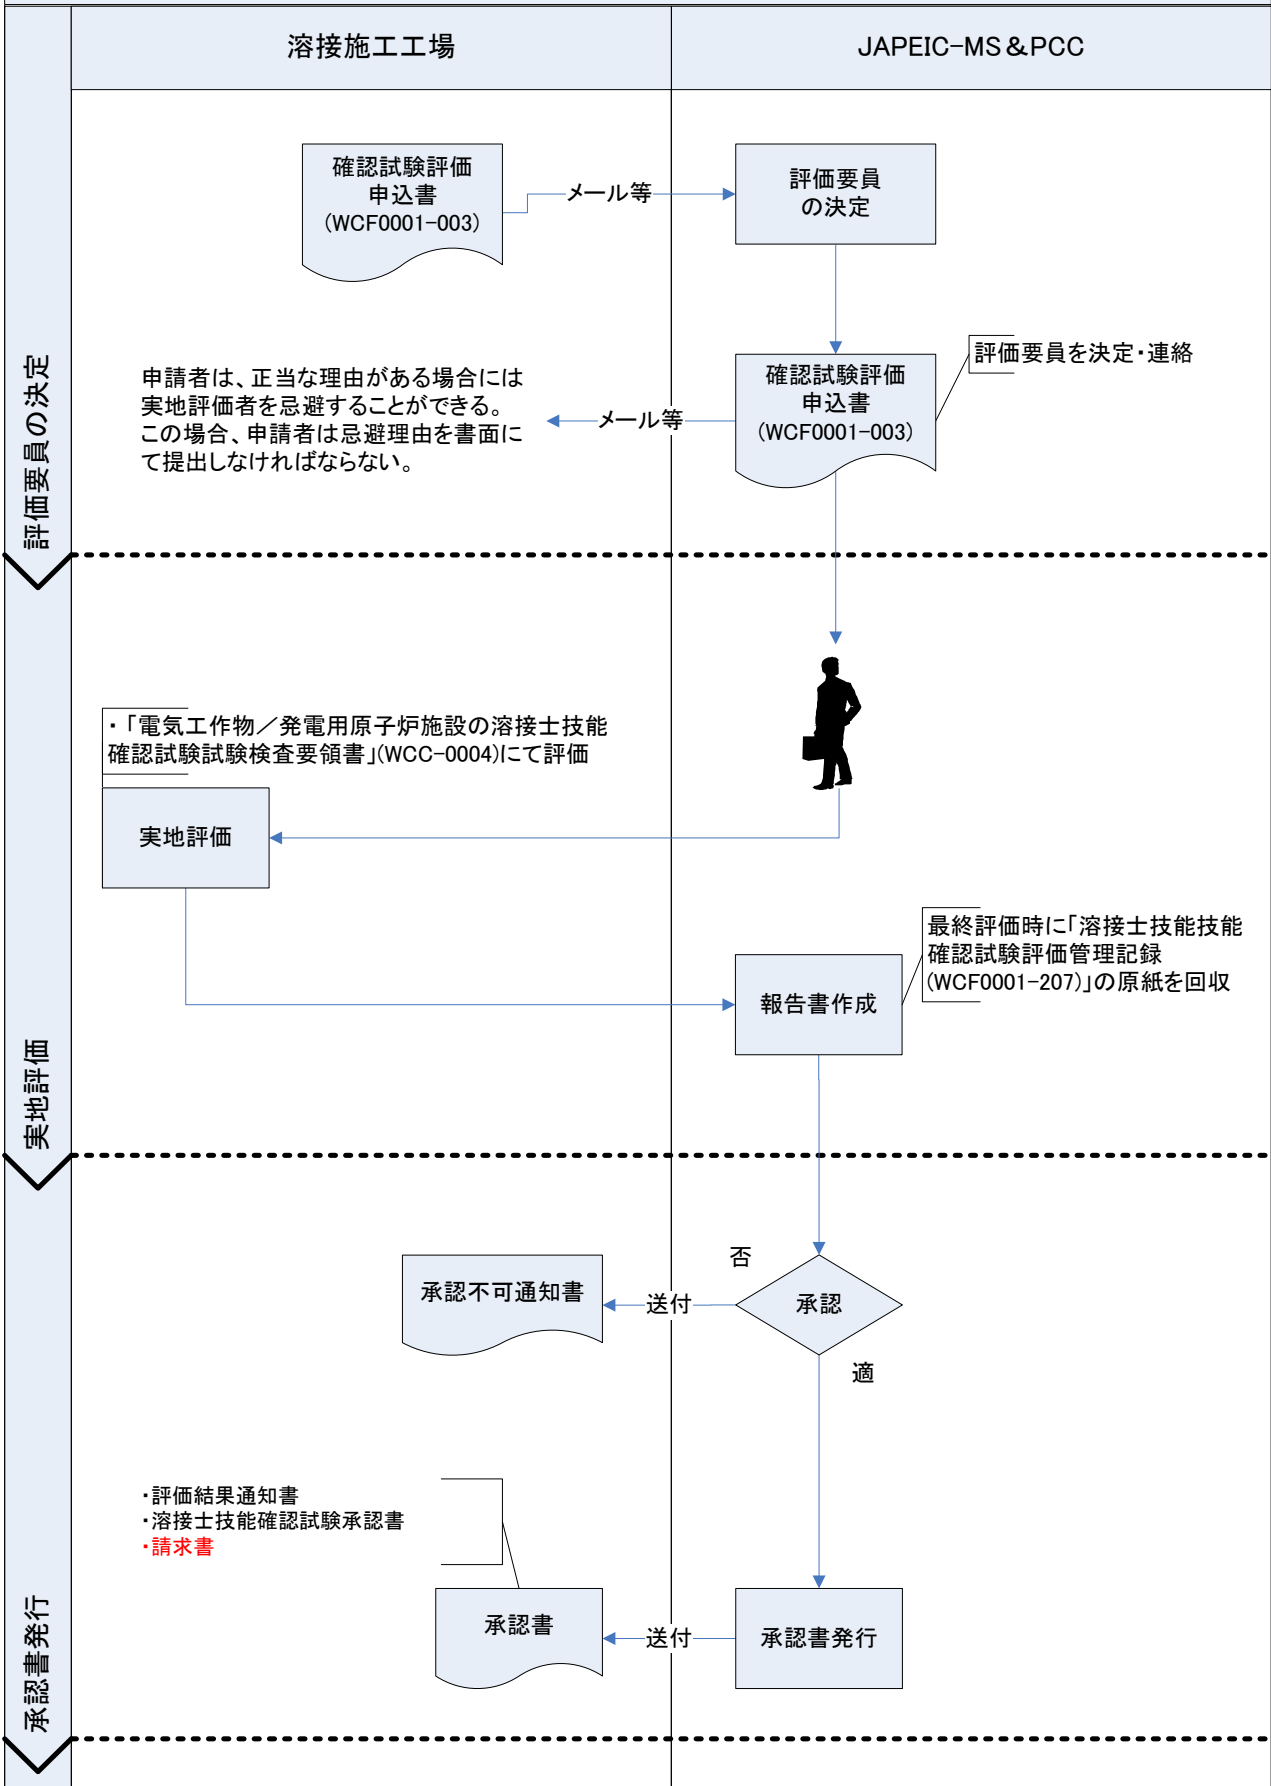 溶接施工工場
JAPEIC-MS&PCC
評価要員の決定
確認試験評価
申込書
(WCF0001-003)
メール等
評価要員
の決定
評価要員を決定・連絡
確認試験評価
申込書
(WCF0001-003)
メール等
申請者は、正当な理由がある場合には
実地評価者を忌避することができる。
この場合、申請者は忌避理由を書面に
て提出しなければならない。
実地評価
・「電気工作物／発電用原子炉施設の溶接士技能
確認試験試験検査要領書」(WCC-0004)にて評価
実地評価
報告書作成
最終評価時に「溶接士技能技能
確認試験評価管理記録
(WCF0001-207)」の原紙を回収
承認書発行
否
承認
送付
承認不可通知書
適
・評価結果通知書
・溶接士技能確認試験承認書
・請求書
承認書
送付
承認書発行